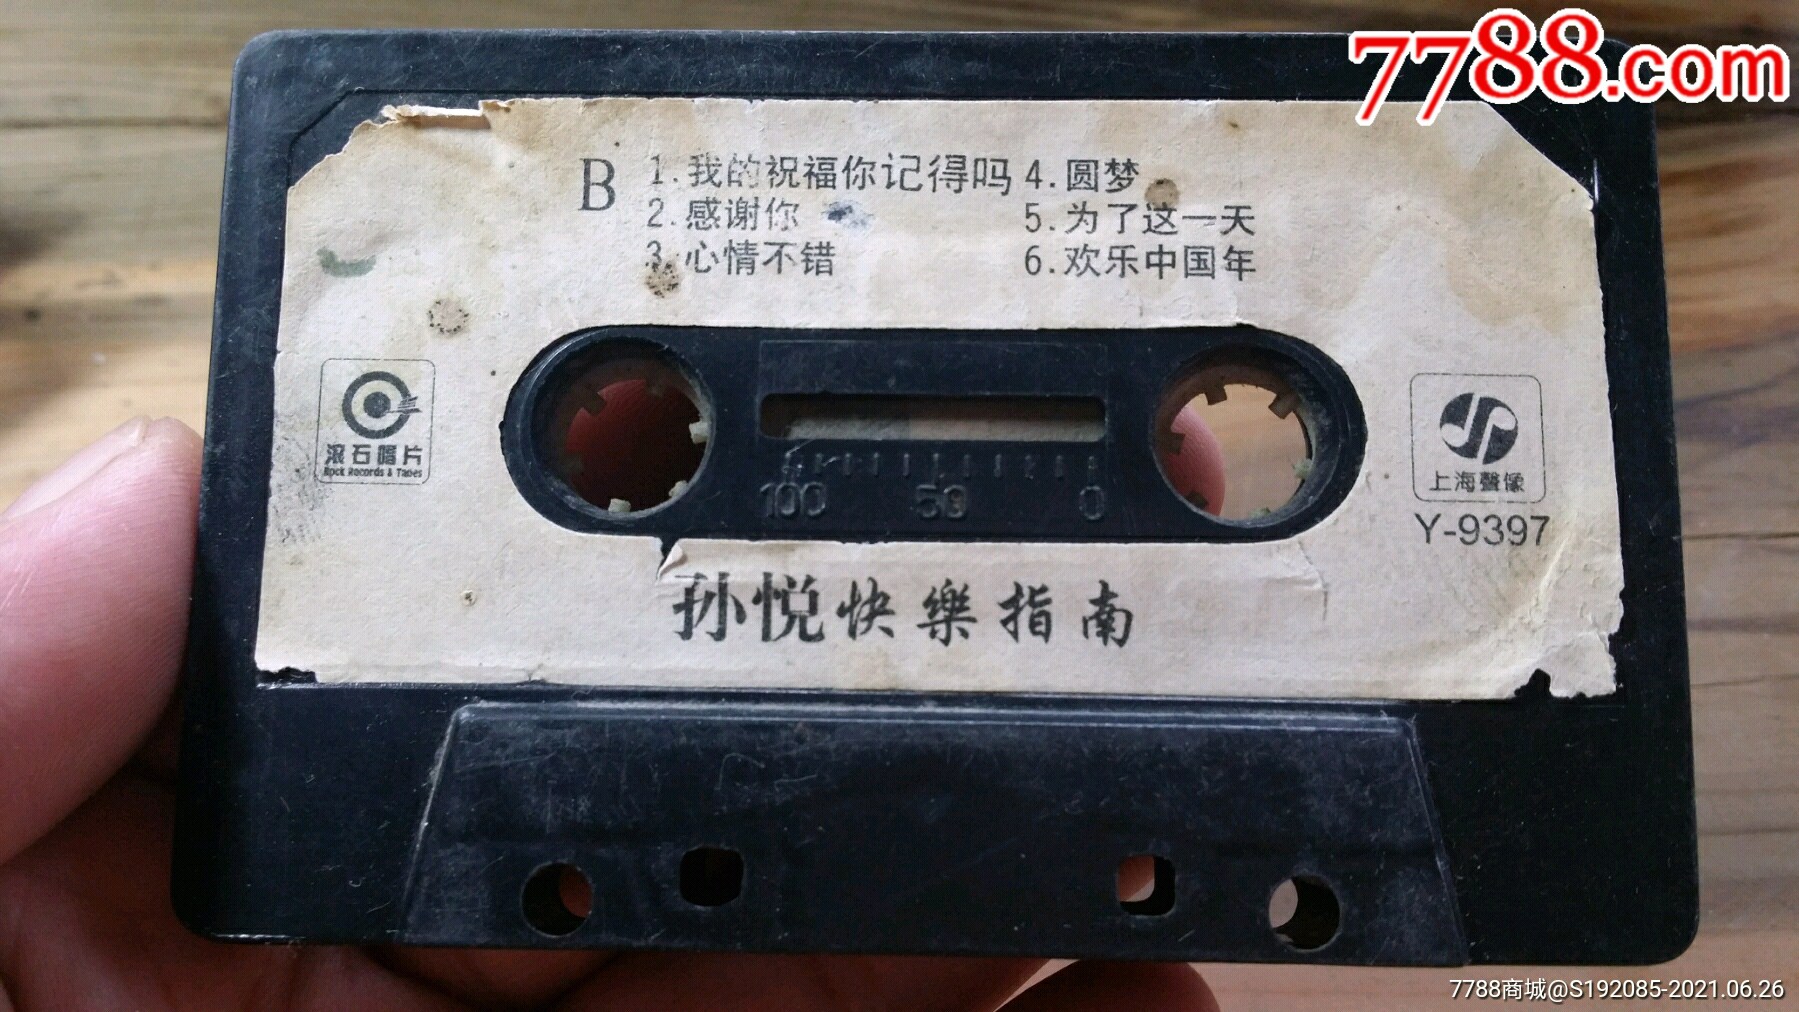 7788.com
B
1.我的祝福你记得吗 4.圆梦
2.感谢你 5.为了这一天
3.心情不错 6.欢乐中国年
滚石唱片
Rock Records & Tapes
上海聲像
Y-9397
100 50 0
孙悦快樂指南
7788商城@S192085-2021.06.26